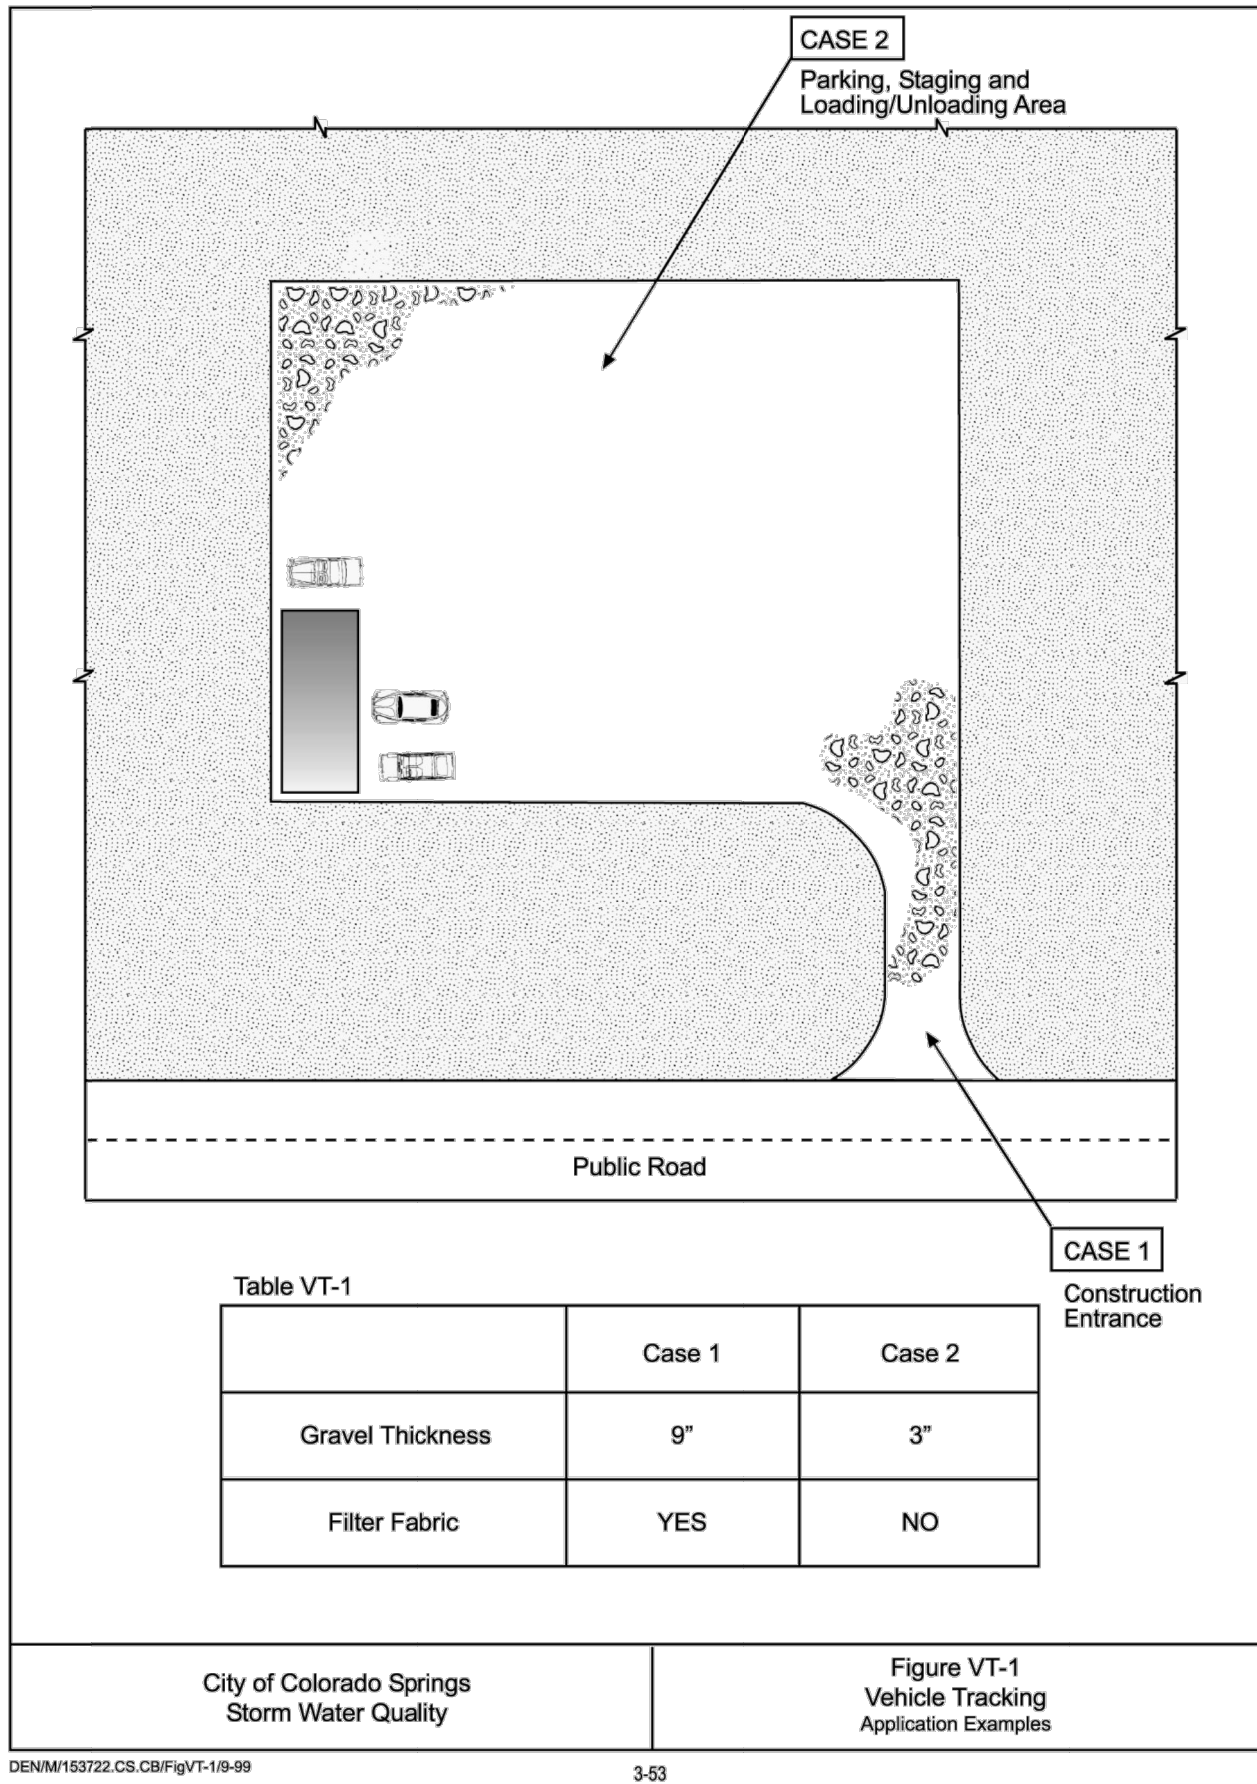 CASE 2
Parking, Staging and
Loading/Unloading Area
Public Road
CASE 1
Construction
Entrance
Table VT-1
Case 1 Case 2
Gravel Thickness 9” 3”
Filter Fabric YES NO
City of Colorado Springs
Storm Water Quality
Figure VT-1
Vehicle Tracking
Application Examples
DEN/M/153722.CS.CB/FigVT-1/9-99
3-53